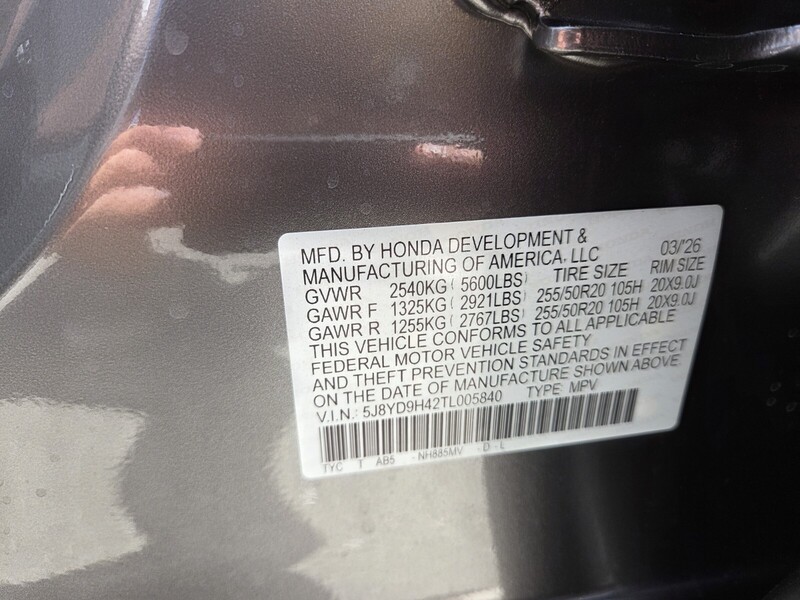 MFD. BY HONDA DEVELOPMENT &
MANUFACTURING OF AMERICA, LLC 03/'26
GVWR 2540KG ( 5600LBS) TIRE SIZE RIM SIZE
GAWR F 1325KG ( 2921LBS) 255/50R20 105H 20X9.0J
GAWR R 1255KG ( 2767LBS) 255/50R20 105H 20X9.0J
THIS VEHICLE CONFORMS TO ALL APPLICABLE
FEDERAL MOTOR VEHICLE SAFETY
AND THEFT PREVENTION STANDARDS IN EFFECT
ON THE DATE OF MANUFACTURE SHOWN ABOVE
V.I.N.: 5J8YD9H42TL005840 TYPE: MPV
TYC T AB5 - NH885MV - D - L